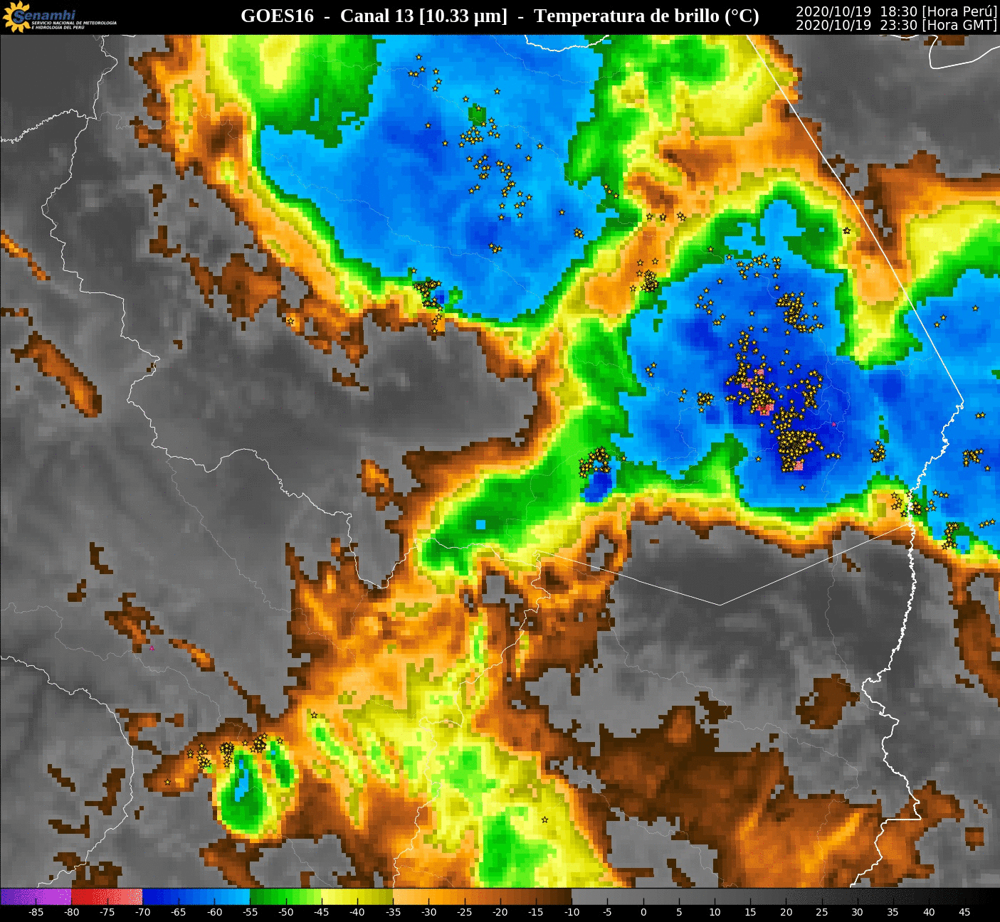 Senamhi
SERVICIO NACIONAL DE METEOROLOGÍA
E HIDROLOGÍA DEL PERÚ
GOES16 - Canal 13 [10.33 µm] - Temperatura de brillo (°C)
2020/10/19 18:30 [Hora Perú]
2020/10/19 23:30 [Hora GMT]
-85 -80 -75 -70 -65 -60 -55 -50 -45 -40 -35 -30 -25 -20 -15 -10 -5 0 5 10 15 20 25 30 35 40 45